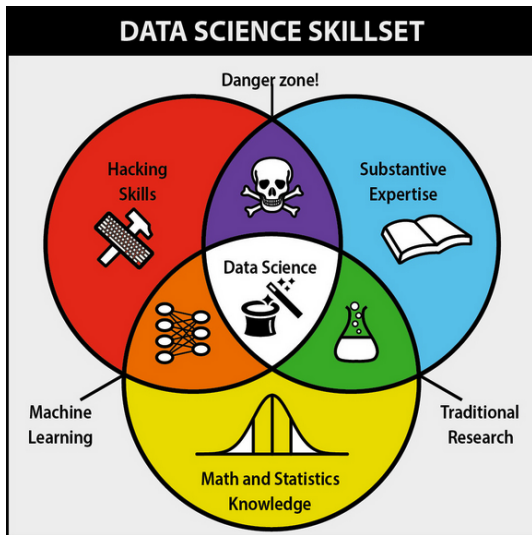 DATA SCIENCE SKILLSET
Danger zone!
Hacking
Skills
Substantive
Expertise
Data Science
Machine
Learning
Traditional
Research
Math and Statistics
Knowledge